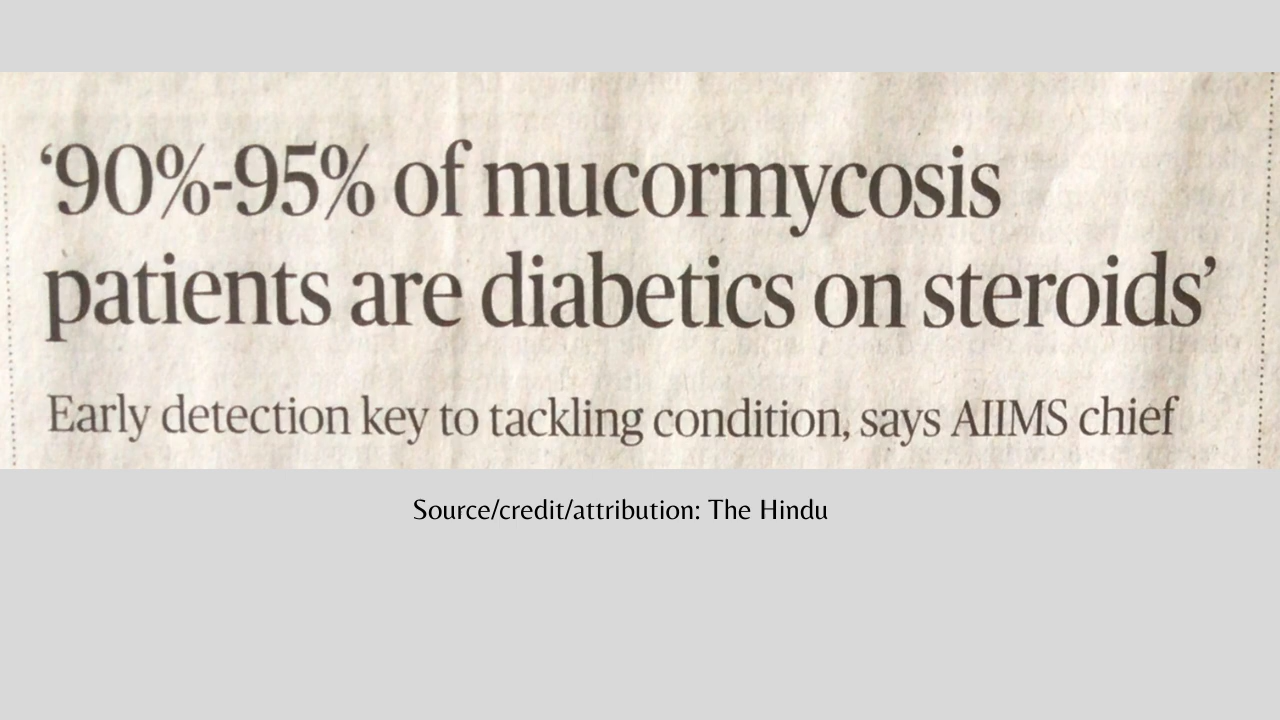 ‘90%-95% of mucormycosis
patients are diabetics on steroids’
Early detection key to tackling condition, says AIIMS chief
Source/credit/attribution: The Hindu